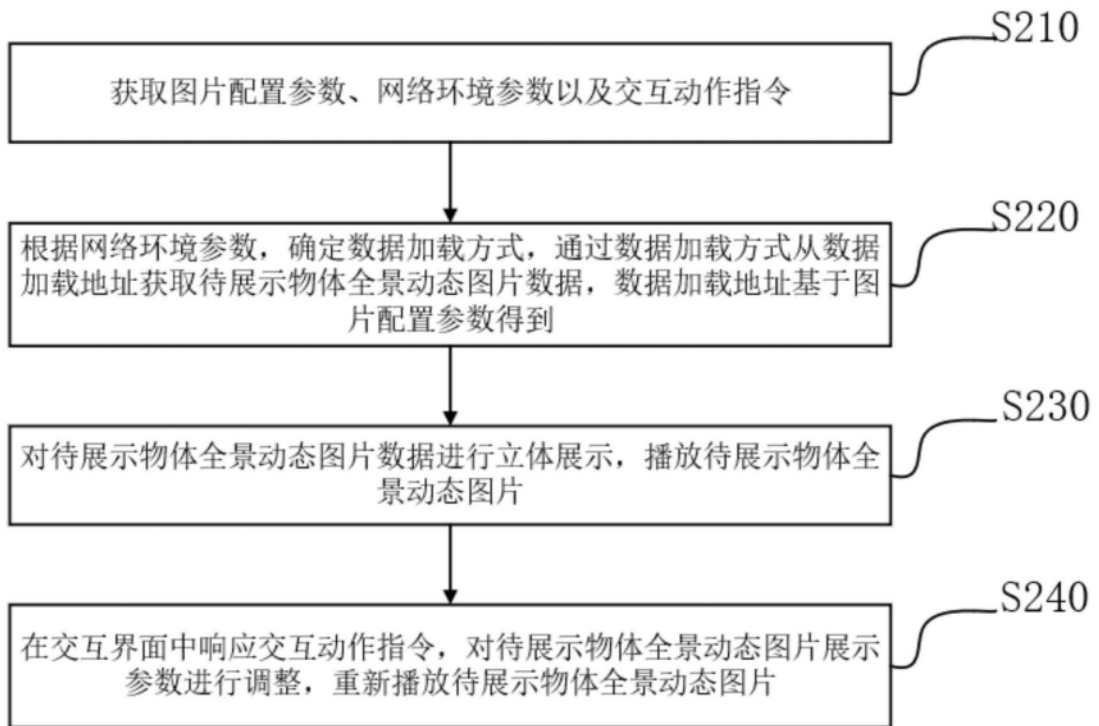 S210
获取图片配置参数、网络环境参数以及交互动作指令
S220
根据网络环境参数，确定数据加载方式，通过数据加载方式从数据
加载地址获取待展示物体全景动态图片数据，数据加载地址基于图
片配置参数得到
S230
对待展示物体全景动态图片数据进行立体展示，播放待展示物体全
景动态图片
S240
在交互界面中响应交互动作指令，对待展示物体全景动态图片展示
参数进行调整，重新播放待展示物体全景动态图片